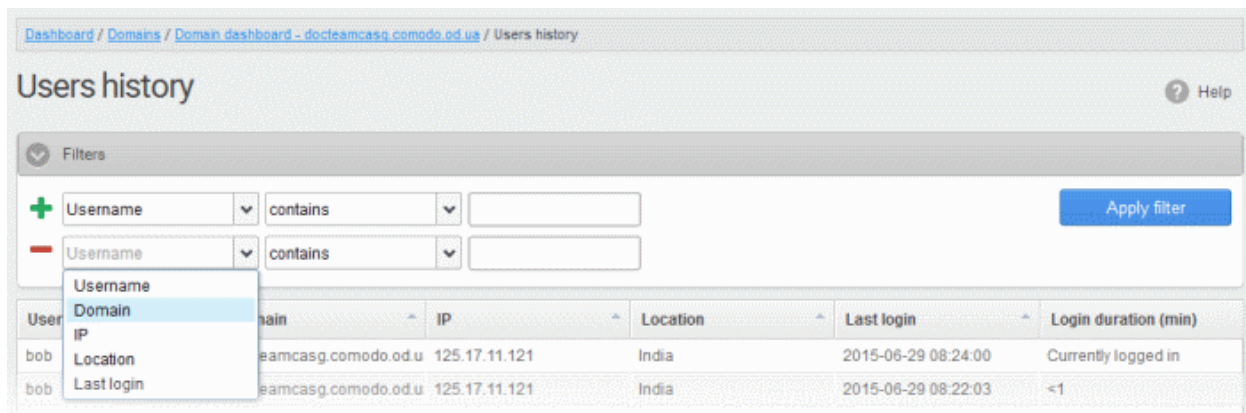 Dashboard / Domains / Domain dashboard - docteamcasg.comodo.od.ua / Users history
Users history
Help
Filters
Username contains
Apply filter
Username contains
Username
Domain
IP
Location
Last login
User nain IP Location Last login Login duration (min)
bob eamcasg.comodo.od.u 125.17.11.121 India 2015-06-29 08:24:00 Currently logged in
bob eamcasg.comodo.od.u 125.17.11.121 India 2015-06-29 08:22:03 <1